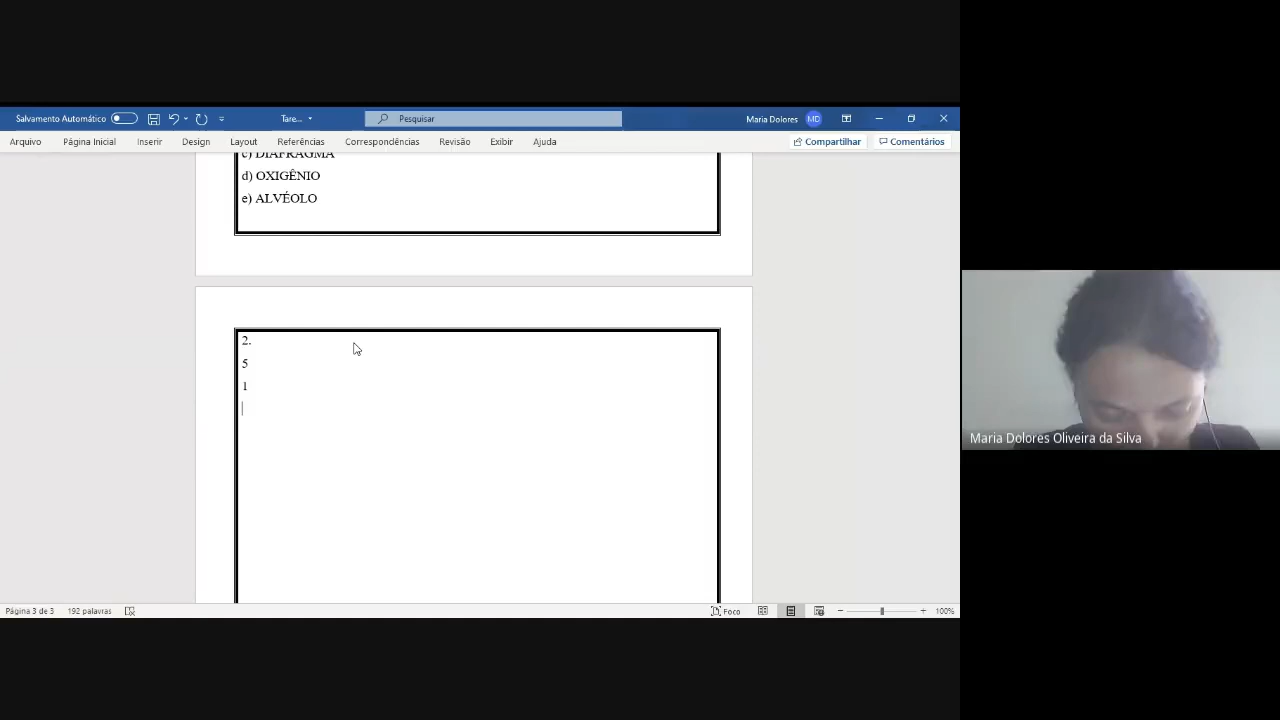 Salvamento Automático
Tare...
Pesquisar
Maria Dolores
MD
Arquivo
Página Inicial
Inserir
Design
Layout
Referências
Correspondências
Revisão
Exibir
Ajuda
Compartilhar
Comentários
c) DIAFRAGMA
d) OXIGÊNIO
e) ALVÉOLO
2.
5
1
Maria Dolores Oliveira da Silva
Página 3 de 3
192 palavras
Foco
100%